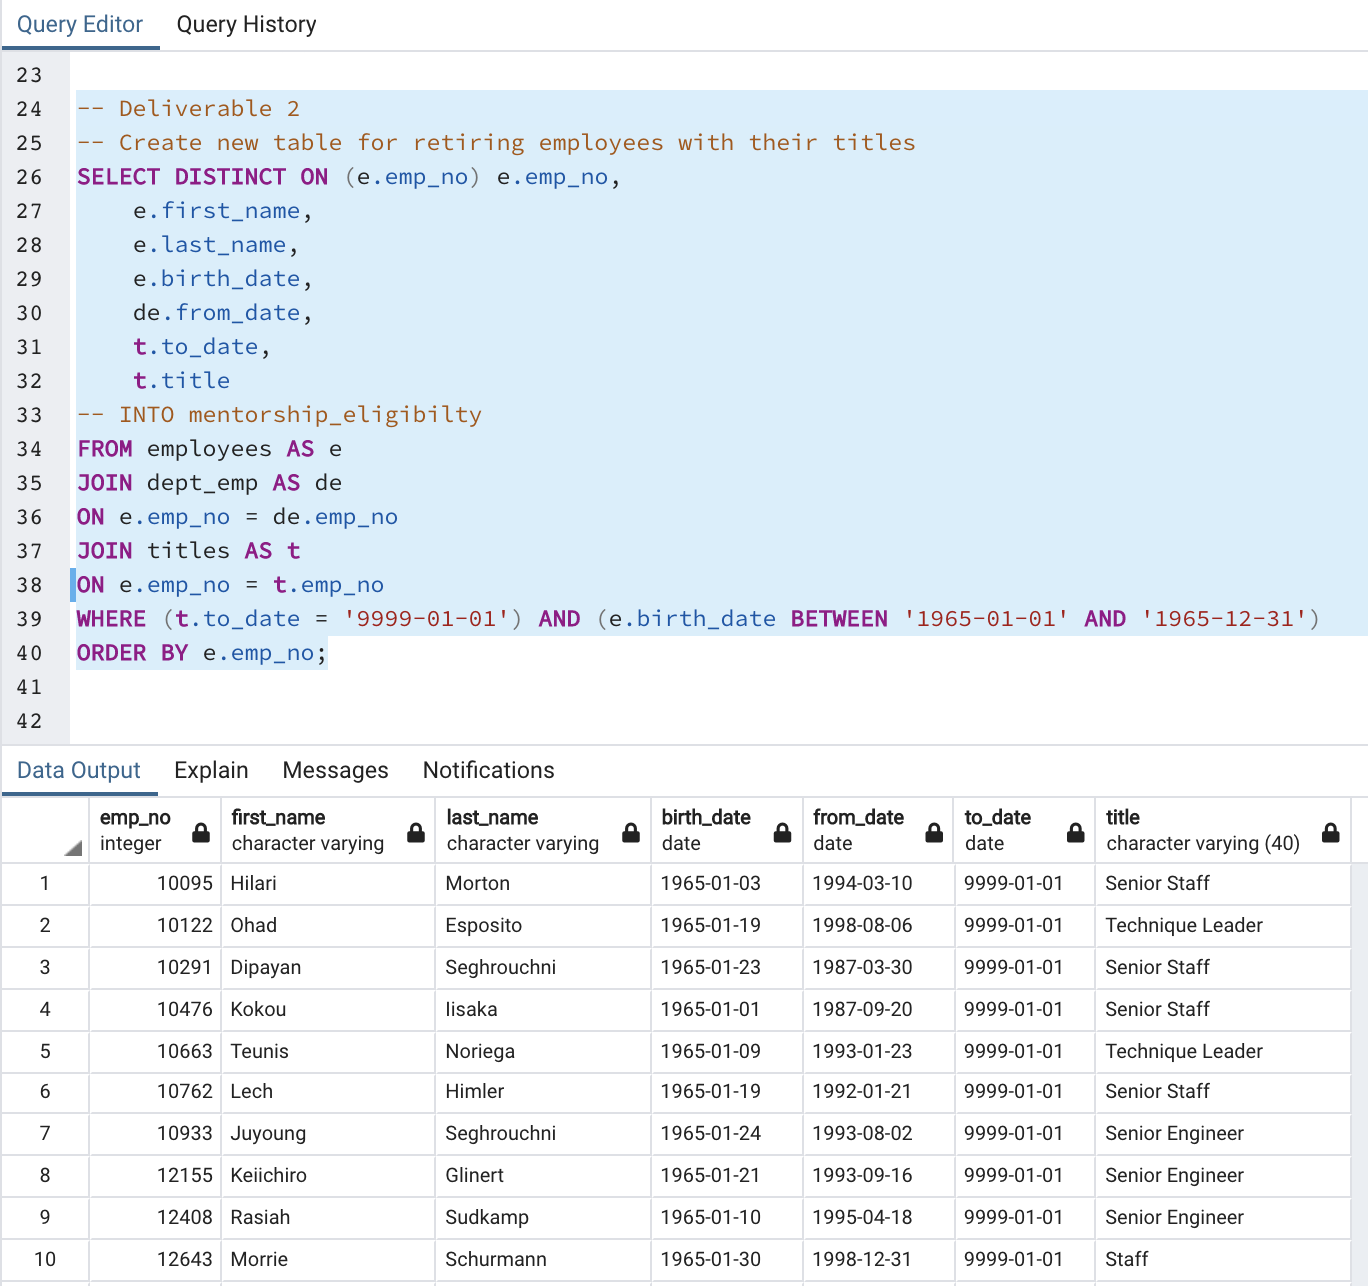 Query Editor Query History
23
24 -- Deliverable 2
25 -- Create new table for retiring employees with their titles
26 SELECT DISTINCT ON (e.emp_no) e.emp_no,
27 e.first_name,
28 e.last_name,
29 e.birth_date,
30 de.from_date,
31 t.to_date,
32 t.title
33 -- INTO mentorship_eligibilty
34 FROM employees AS e
35 JOIN dept_emp AS de
36 ON e.emp_no = de.emp_no
37 JOIN titles AS t
38 ON e.emp_no = t.emp_no
39 WHERE (t.to_date = '9999-01-01') AND (e.birth_date BETWEEN '1965-01-01' AND '1965-12-31')
40 ORDER BY e.emp_no;
41
42
Data Output Explain Messages Notifications
emp_no first_name last_name birth_date from_date to_date title
integer character varying character varying date date date character varying (40)
1 10095 Hilari Morton 1965-01-03 1994-03-10 9999-01-01 Senior Staff
2 10122 Ohad Esposito 1965-01-19 1998-08-06 9999-01-01 Technique Leader
3 10291 Dipayan Seghrouchni 1965-01-23 1987-03-30 9999-01-01 Senior Staff
4 10476 Kokou Iisaka 1965-01-01 1987-09-20 9999-01-01 Senior Staff
5 10663 Teunis Noriega 1965-01-09 1993-01-23 9999-01-01 Technique Leader
6 10762 Lech Himler 1965-01-19 1992-01-21 9999-01-01 Senior Staff
7 10933 Juyoung Seghrouchni 1965-01-24 1993-08-02 9999-01-01 Senior Engineer
8 12155 Keiichiro Glinert 1965-01-21 1993-09-16 9999-01-01 Senior Engineer
9 12408 Rasiah Sudkamp 1965-01-10 1995-04-18 9999-01-01 Senior Engineer
10 12643 Morrie Schurmann 1965-01-30 1998-12-31 9999-01-01 Staff